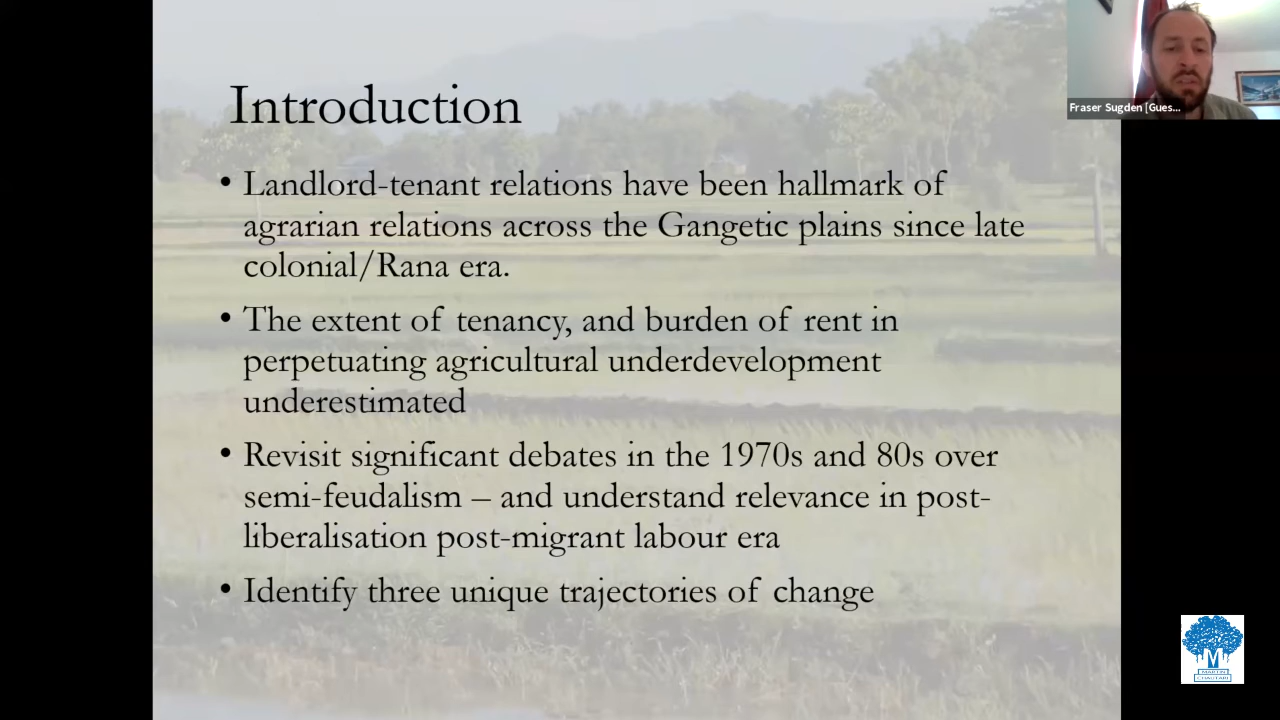 Introduction
• Landlord-tenant relations have been hallmark of
agrarian relations across the Gangetic plains since late
colonial/Rana era.
• The extent of tenancy, and burden of rent in
perpetuating agricultural underdevelopment
underestimated
• Revisit significant debates in the 1970s and 80s over
semi-feudalism – and understand relevance in post-
liberalisation post-migrant labour era
• Identify three unique trajectories of change
Fraser Sugden [Gues...
MARTIN
CHAUTARI